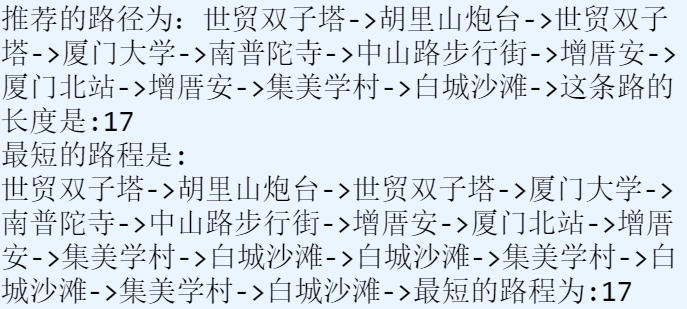 推荐的路径为：世贸双子塔->胡里山炮台->世贸双子
塔->厦门大学->南普陀寺->中山路步行街->增厝安->
厦门北站->增厝安->集美学村->白城沙滩->这条路的
长度是:17
最短的路程是:
世贸双子塔->胡里山炮台->世贸双子塔->厦门大学->
南普陀寺->中山路步行街->增厝安->厦门北站->增厝
安->集美学村->白城沙滩->白城沙滩->集美学村->白
城沙滩->集美学村->白城沙滩->最短的路程为:17